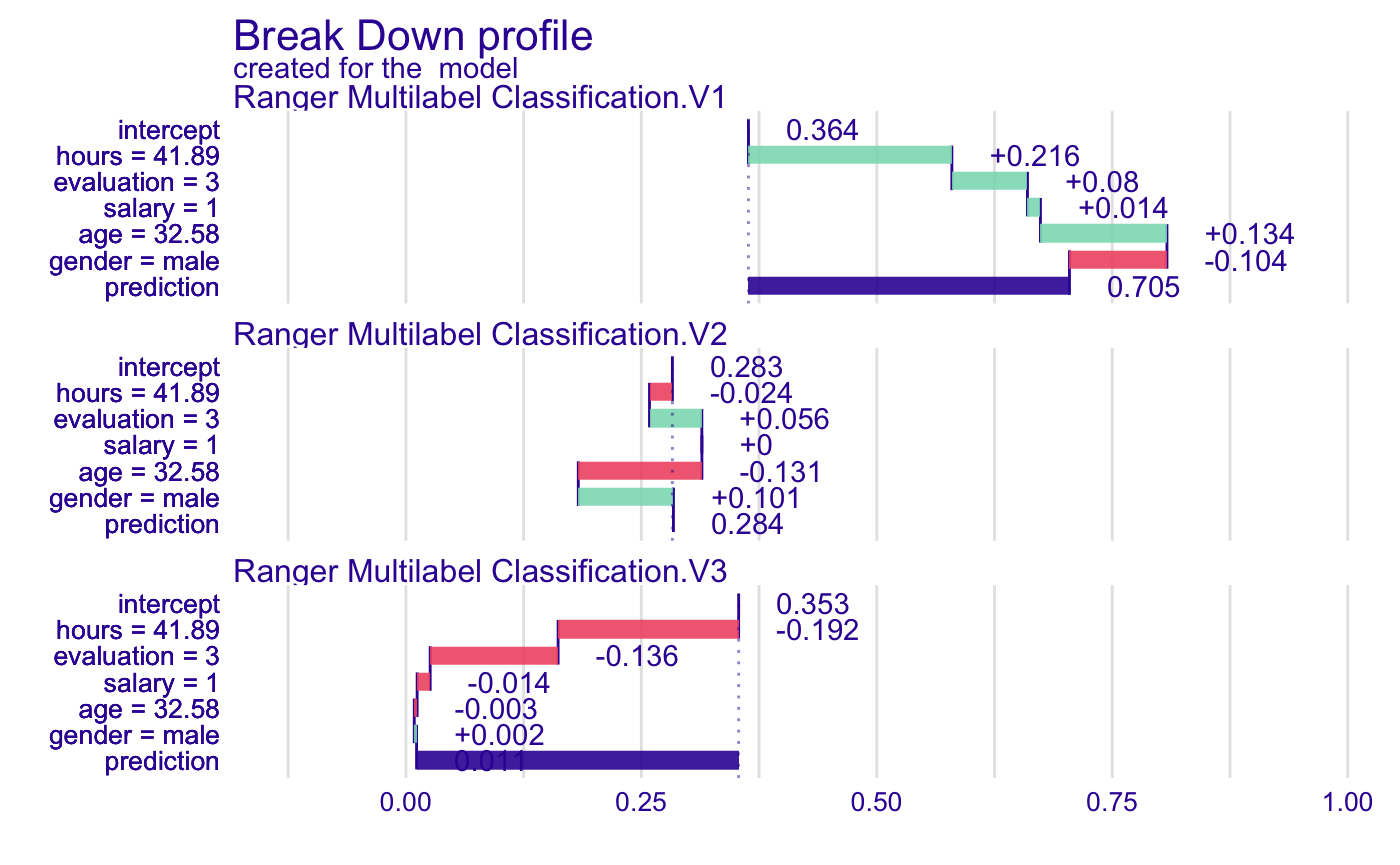 Break Down profile
created for the  model
Ranger Multilabel Classification.V1
intercept 0.364
hours = 41.89 +0.216
evaluation = 3 +0.08
salary = 1 +0.014
age = 32.58 +0.134
gender = male -0.104
prediction 0.705
Ranger Multilabel Classification.V2
intercept 0.283
hours = 41.89 -0.024
evaluation = 3 +0.056
salary = 1 +0
age = 32.58 -0.131
gender = male +0.101
prediction 0.284
Ranger Multilabel Classification.V3
intercept 0.353
hours = 41.89 -0.192
evaluation = 3 -0.136
salary = 1 -0.014
age = 32.58 -0.003
gender = male +0.002
prediction 0.011
0.00 0.25 0.50 0.75 1.00